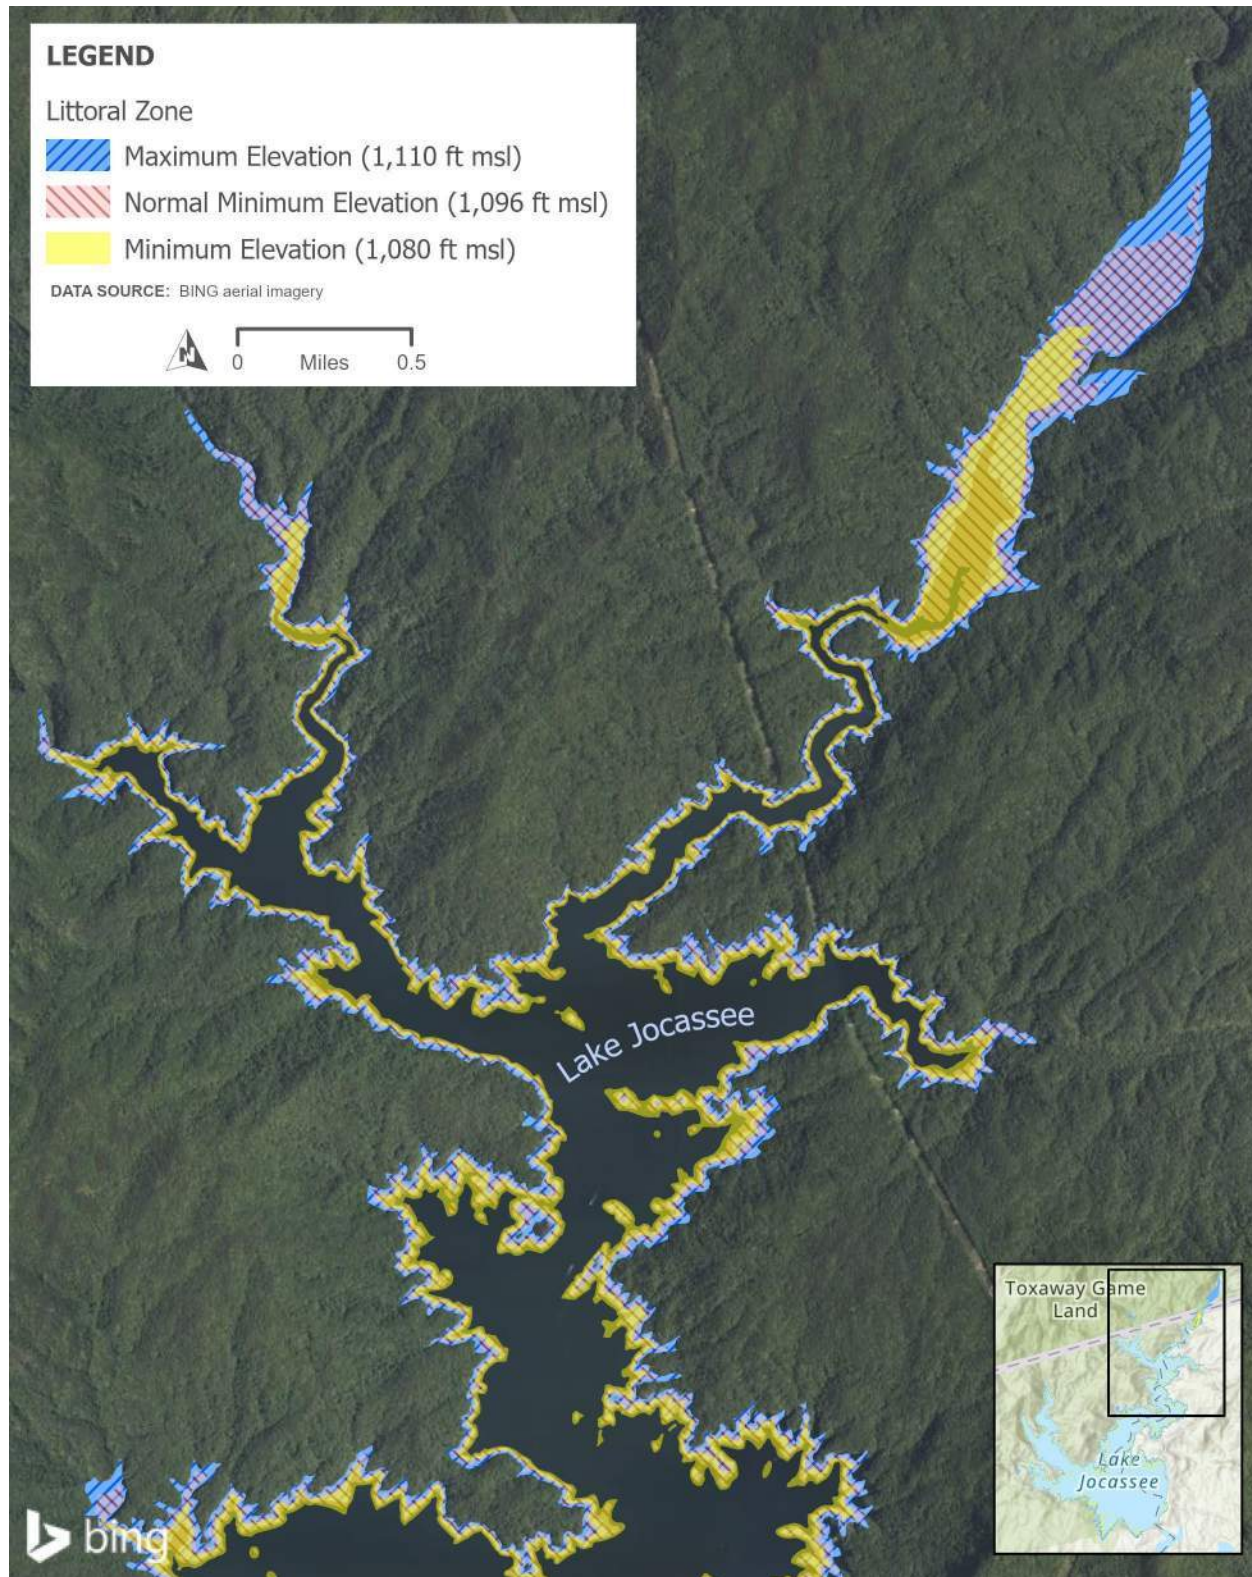 LEGEND
Littoral Zone
Maximum Elevation (1,110 ft msl)
Normal Minimum Elevation (1,096 ft msl)
Minimum Elevation (1,080 ft msl)
DATA SOURCE: BING aerial imagery
N
0 Miles 0.5
Lake Jocassee
Toxaway Game
Land
Lake
Jocassee
bing